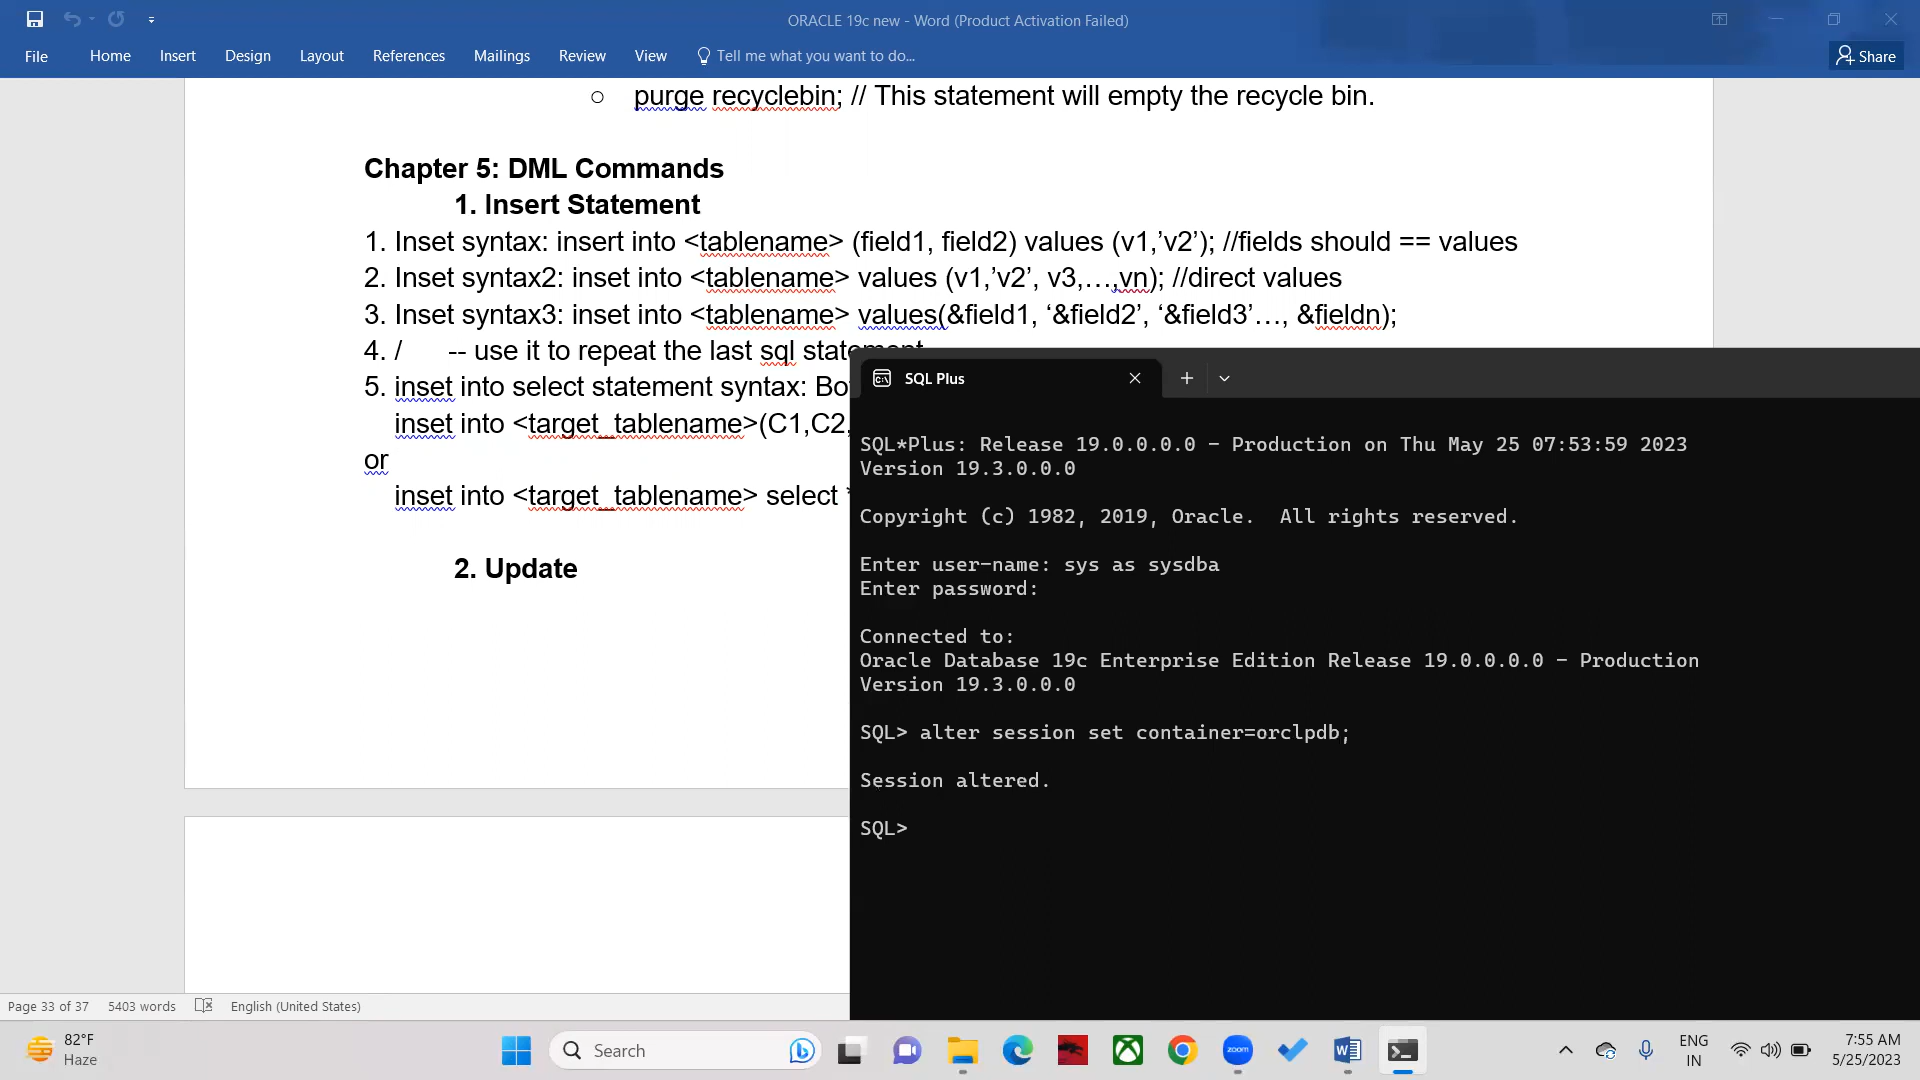 ORACLE 19c new - Word (Product Activation Failed)
File Home Insert Design Layout References Mailings Review View Tell me what you want to do... Share
○ purge recyclebin; // This statement will empty the recycle bin.
Chapter 5: DML Commands
1. Insert Statement
1. Inset syntax: insert into <tablename> (field1, field2) values (v1,’v2’); //fields should == values
2. Inset syntax2: inset into <tablename> values (v1,’v2’, v3,…,vn); //direct values
3. Inset syntax3: inset into <tablename> values(&field1, ‘&field2’, ‘&field3’…, &fieldn);
4. / -- use it to repeat the last sql statement
5. inset into select statement syntax: Bo
inset into <target_tablename>(C1,C2,
or
inset into <target_tablename> select *
2. Update
SQL Plus
SQL*Plus: Release 19.0.0.0.0 - Production on Thu May 25 07:53:59 2023
Version 19.3.0.0.0
Copyright (c) 1982, 2019, Oracle. All rights reserved.
Enter user-name: sys as sysdba
Enter password:
Connected to:
Oracle Database 19c Enterprise Edition Release 19.0.0.0.0 - Production
Version 19.3.0.0.0
SQL> alter session set container=orclpdb;
Session altered.
SQL>
Page 33 of 37 5403 words English (United States)
82°F
Haze
Search
zoom
ENG
IN
7:55 AM
5/25/2023